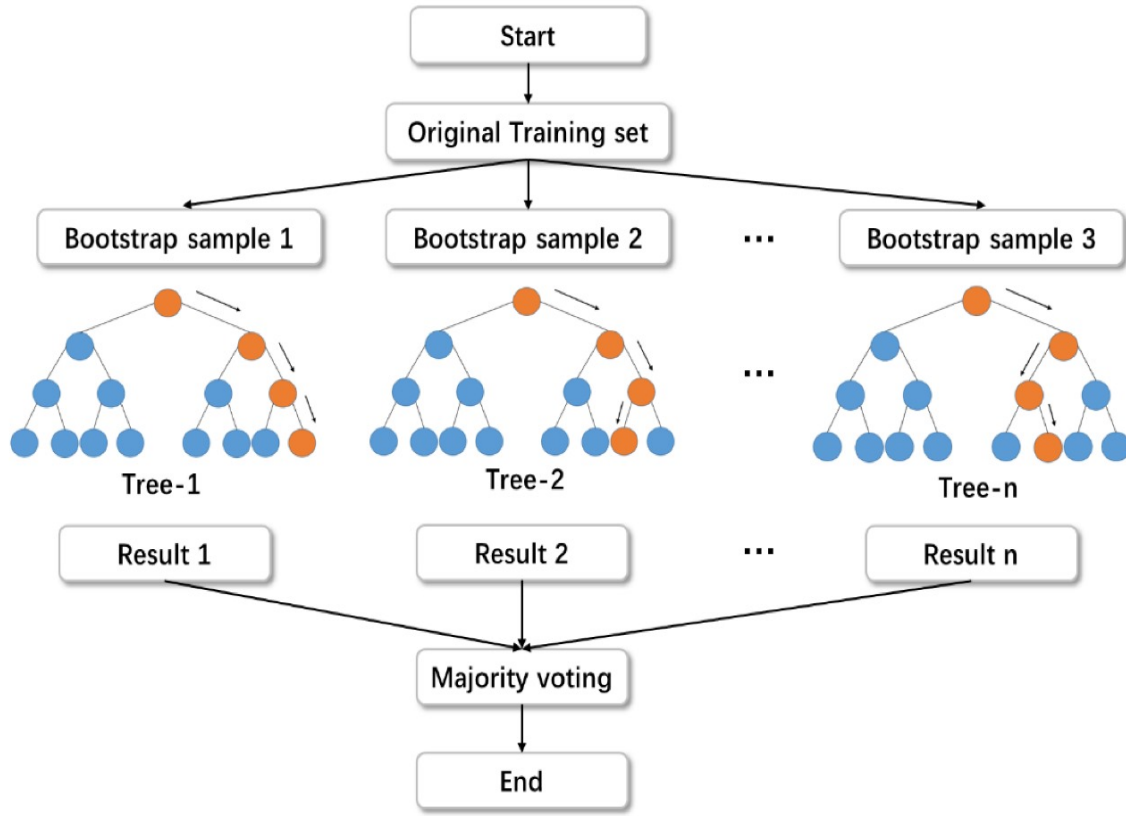 Start
Original Training set
Bootstrap sample 1
Bootstrap sample 2
...
Bootstrap sample 3
...
Tree-1
Tree-2
Tree-n
Result 1
Result 2
...
Result n
Majority voting
End